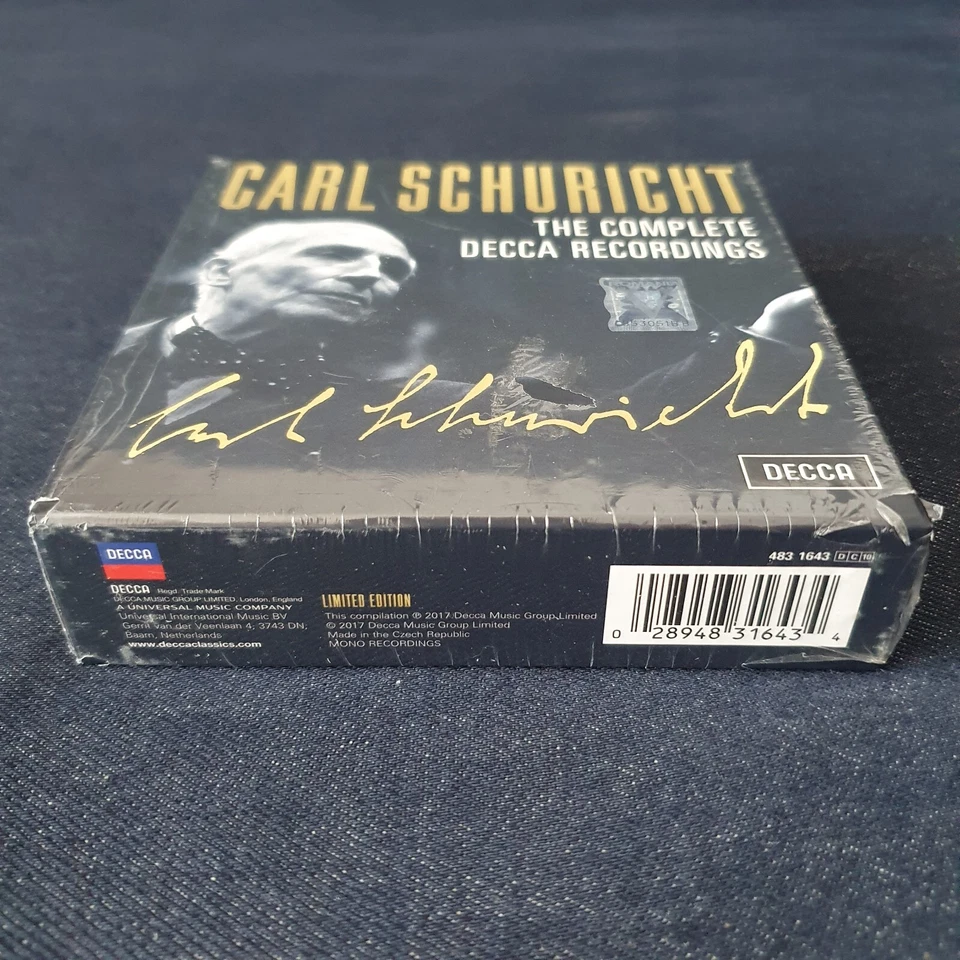 CARL SCHURICHT
THE COMPLETE
DECCA RECORDINGS
Carl Schuricht
DECCA
DECCA
DECCA Regd. Trade Mark
DECCA MUSIC GROUP LIMITED, London, England
A UNIVERSAL MUSIC COMPANY
Universal International Music BV
Gerrit van der Veenlaan 4, 3743 DN,
Baarn, Netherlands
www.deccaclassics.com
LIMITED EDITION
This compilation ℗ 2017 Decca Music Group Limited
© 2017 Decca Music Group Limited
Made in the Czech Republic
MONO RECORDINGS
483 1643 DC10
0 28948 31643 4